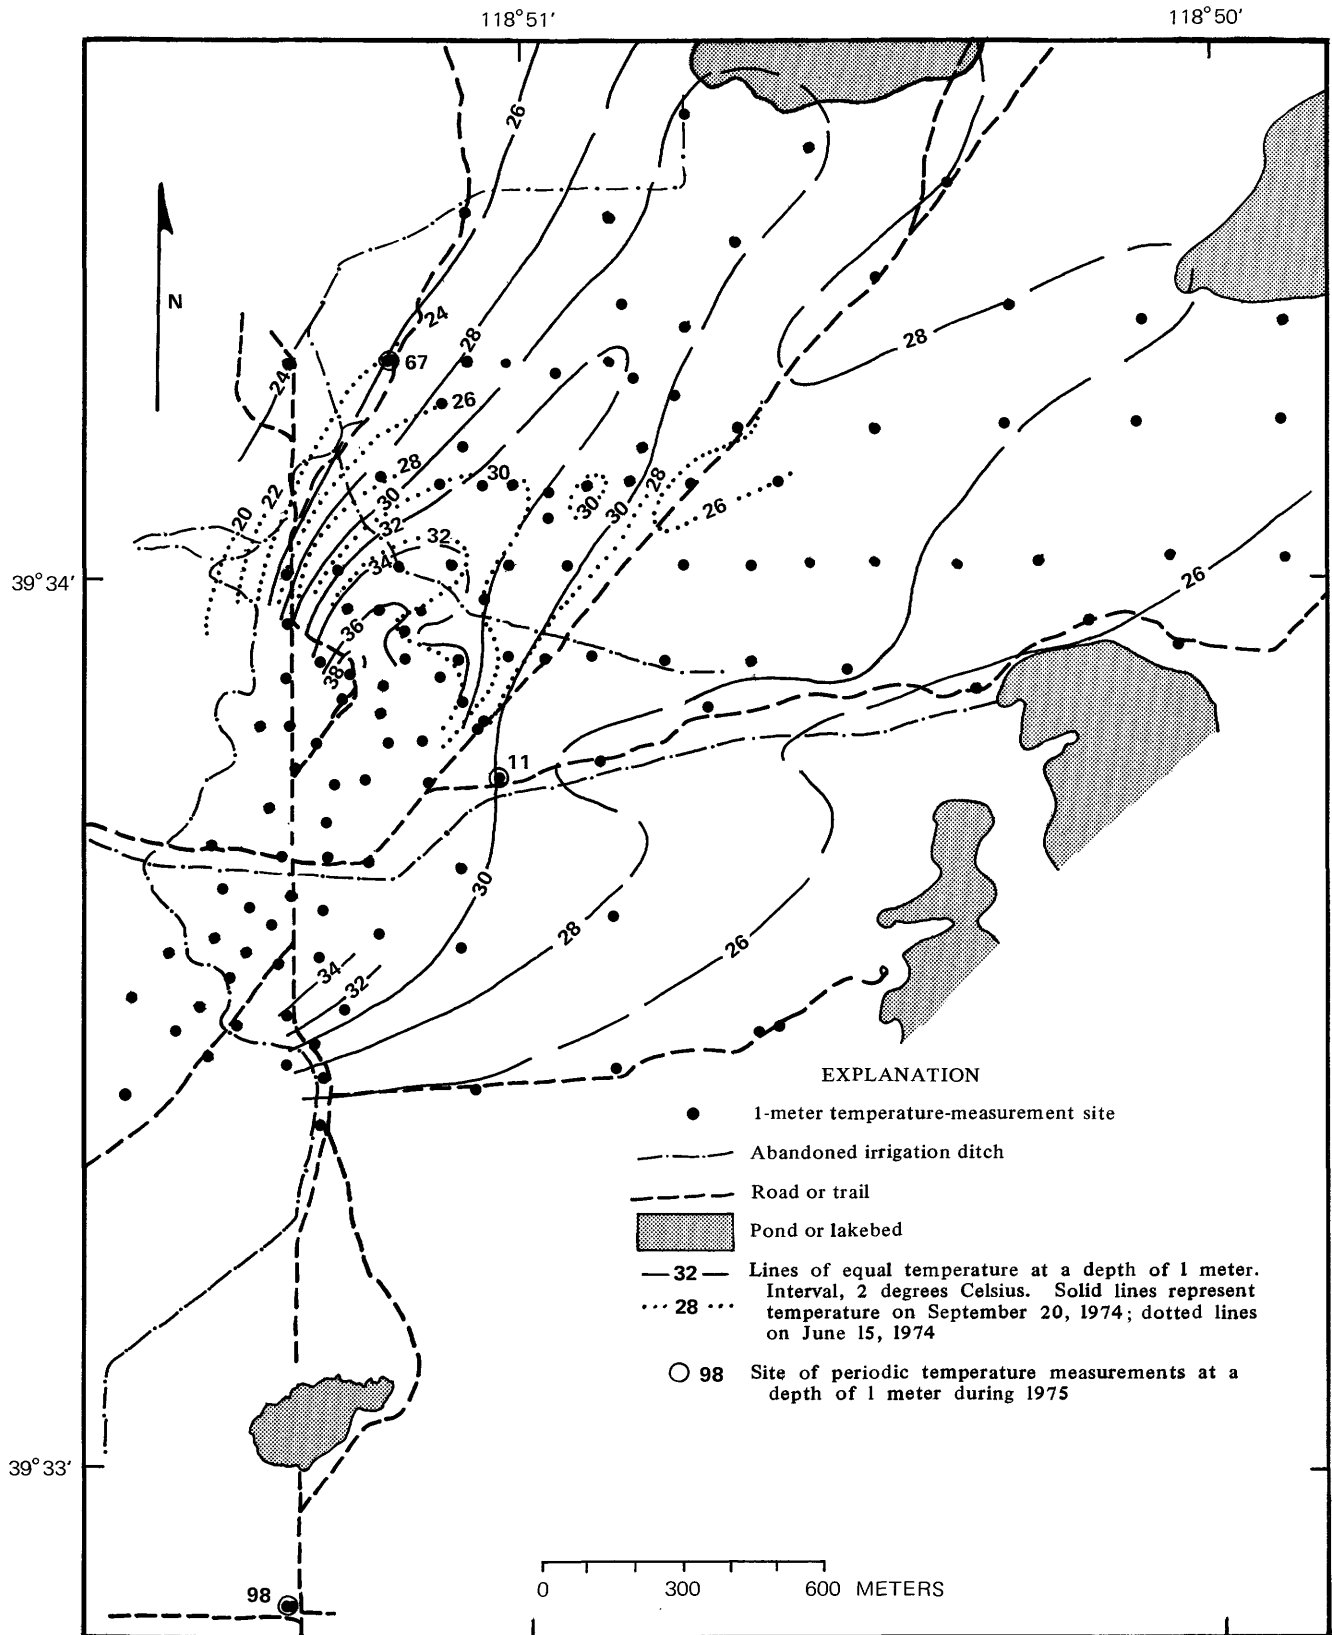 118°51′ 118°50′
26
N
24
28
28
67
24
26
28
30
28
22
30
30
26
20
30
32
32
34
39°34′
26
36
38
11
30
28
26
34
32
EXPLANATION
1-meter temperature-measurement site
Abandoned irrigation ditch
Road or trail
Pond or lakebed
32 Lines of equal temperature at a depth of 1 meter.
Interval, 2 degrees Celsius. Solid lines represent
28 temperature on September 20, 1974; dotted lines
on June 15, 1974
98 Site of periodic temperature measurements at a
depth of 1 meter during 1975
39°33′
98
0 300 600 METERS